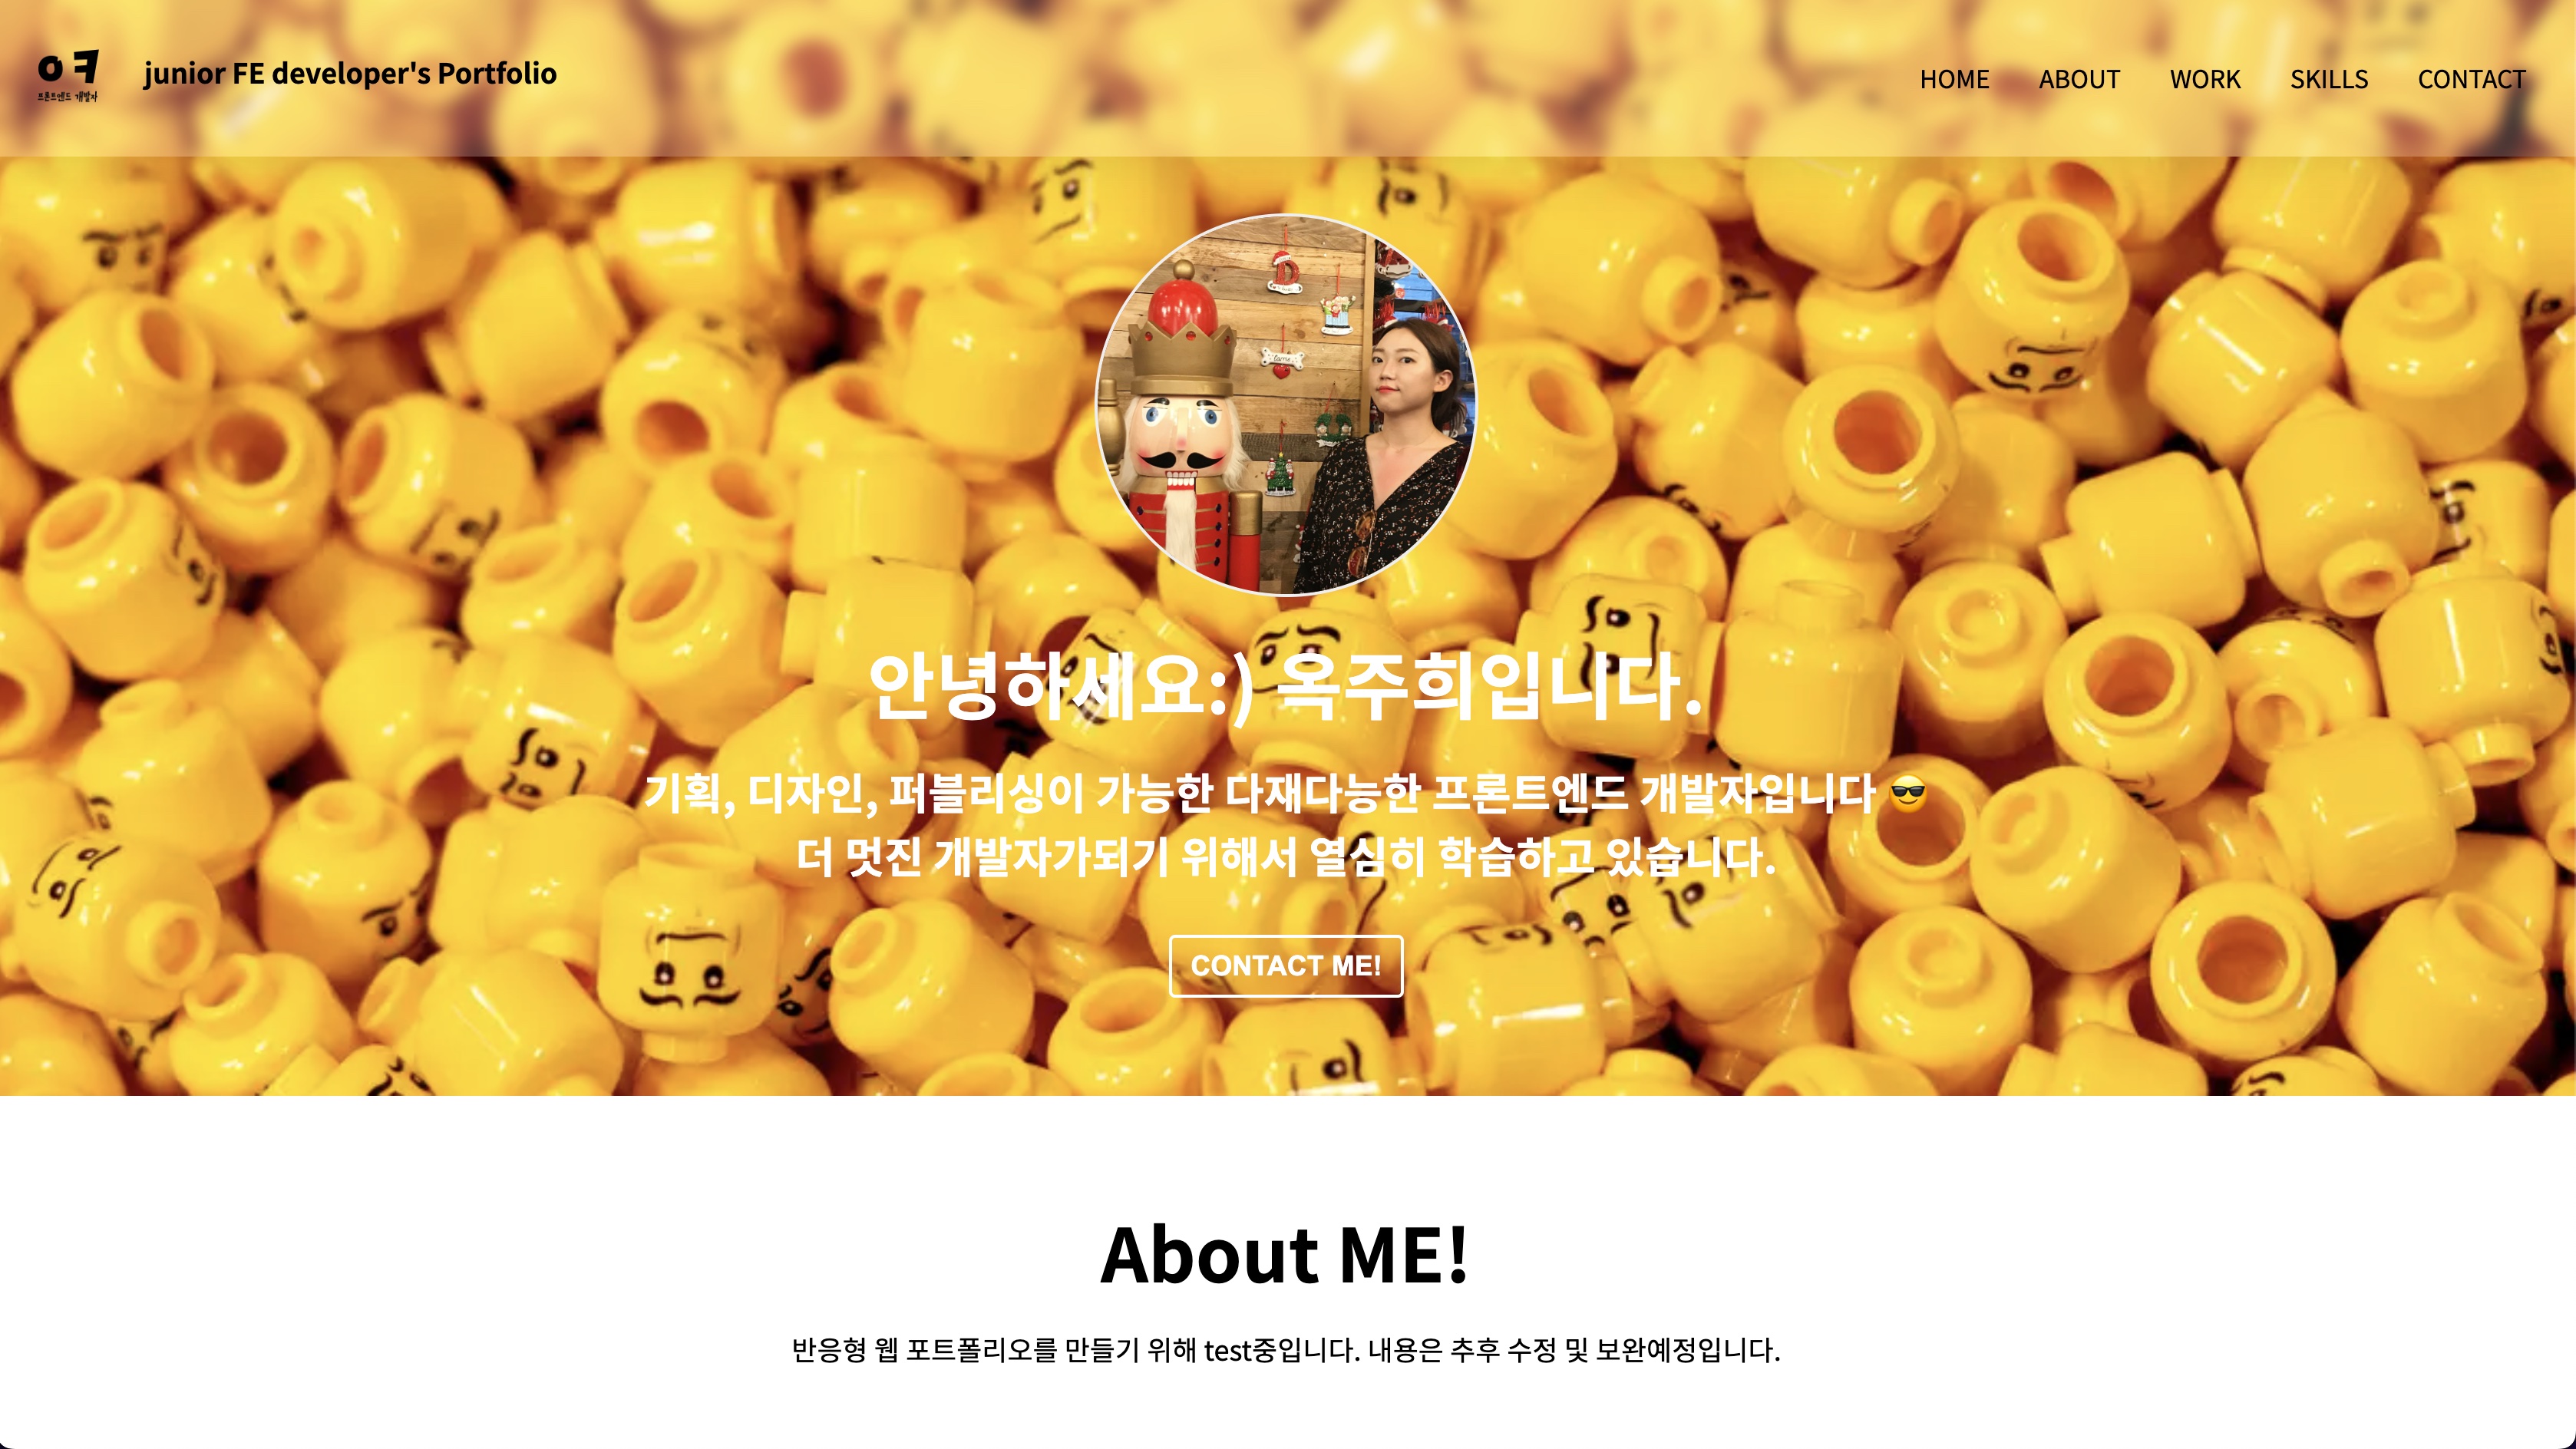 프론트엔드 개발자
junior FE developer's Portfolio
HOME ABOUT WORK SKILLS CONTACT
안녕하세요:) 옥주희입니다.
기획, 디자인, 퍼블리싱이 가능한 다재다능한 프론트엔드 개발자입니다 😎
더 멋진 개발자가되기 위해서 열심히 학습하고 있습니다.
CONTACT ME!
About ME!
반응형 웹 포트폴리오를 만들기 위해 test중입니다. 내용은 추후 수정 및 보완예정입니다.